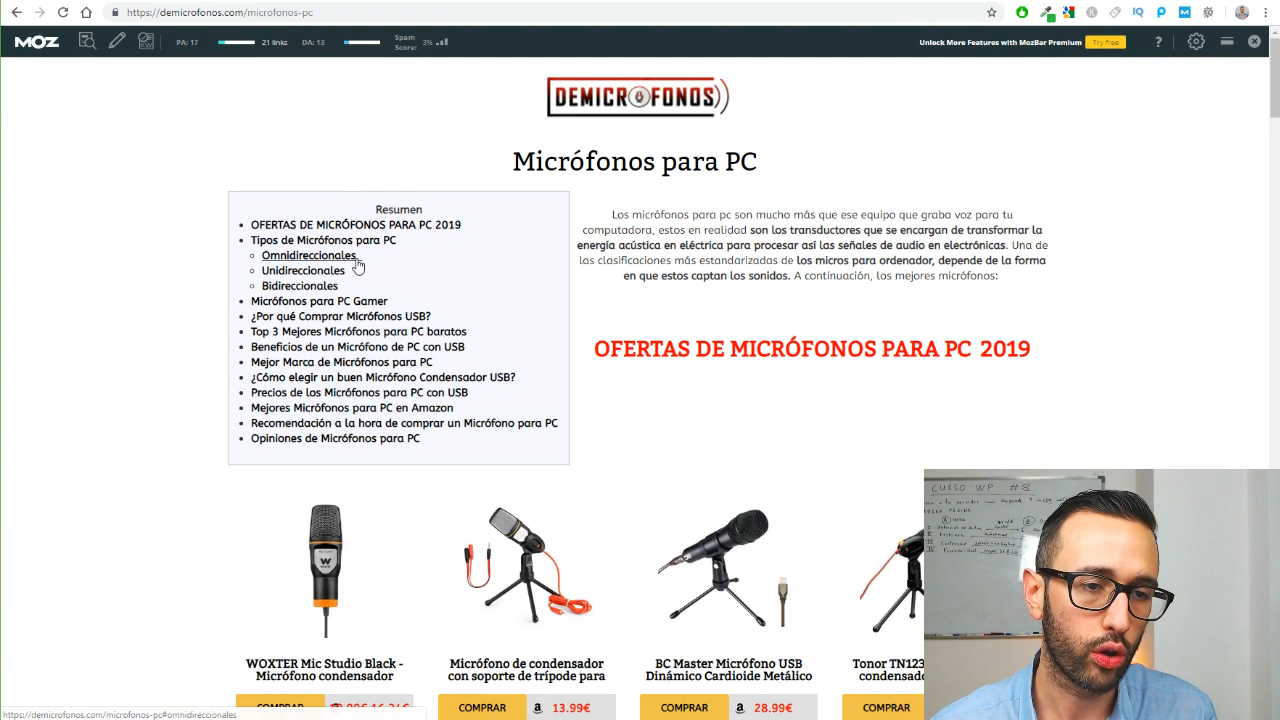 https://demicrofonos.com/microfonos-pc
MOZ
PA: 17
21 links
DA: 13
Spam Score: 3%
Unlock More Features with MozBar Premium
Try free
DEMICROFONOS
Micrófonos para PC
Resumen
OFERTAS DE MICRÓFONOS PARA PC 2019
Tipos de Micrófonos para PC
Omnidireccionales
Unidireccionales
Bidireccionales
Micrófonos para PC Gamer
¿Por qué Comprar Micrófonos USB?
Top 3 Mejores Micrófonos para PC baratos
Beneficios de un Micrófono de PC con USB
Mejor Marca de Micrófonos para PC
¿Cómo elegir un buen Micrófono Condensador USB?
Precios de los Micrófonos para PC con USB
Mejores Micrófonos para PC en Amazon
Recomendación a la hora de comprar un Micrófono para PC
Opiniones de Micrófonos para PC
Los micrófonos para pc son mucho más que ese equipo que graba voz para tu
computadora, estos en realidad son los transductores que se encargan de transformar la
energía acústica en eléctrica para procesar así las señales de audio en electrónicas. Una de
las clasificaciones más estandarizadas de los micros para ordenador, depende de la forma
en que estos captan los sonidos. A continuación, los mejores micrófonos:
OFERTAS DE MICRÓFONOS PARA PC 2019
CURSO WP #8
WOXTER Mic Studio Black -
Micrófono condensador
COMPRAR
Micrófono de condensador
con soporte de trípode para
COMPRAR 13.99€
BC Master Micrófono USB
Dinámico Cardioide Metálico
COMPRAR 28.99€
Tonor TN123
condensado
COMPRAR
https://demicrofonos.com/microfonos-pc#omnidireccionales